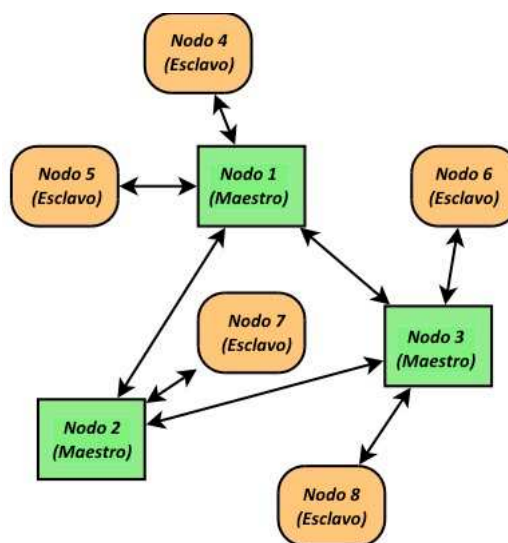 Nodo 4
(Esclavo)
Nodo 5
(Esclavo)
Nodo 1
(Maestro)
Nodo 6
(Esclavo)
Nodo 7
(Esclavo)
Nodo 3
(Maestro)
Nodo 2
(Maestro)
Nodo 8
(Esclavo)